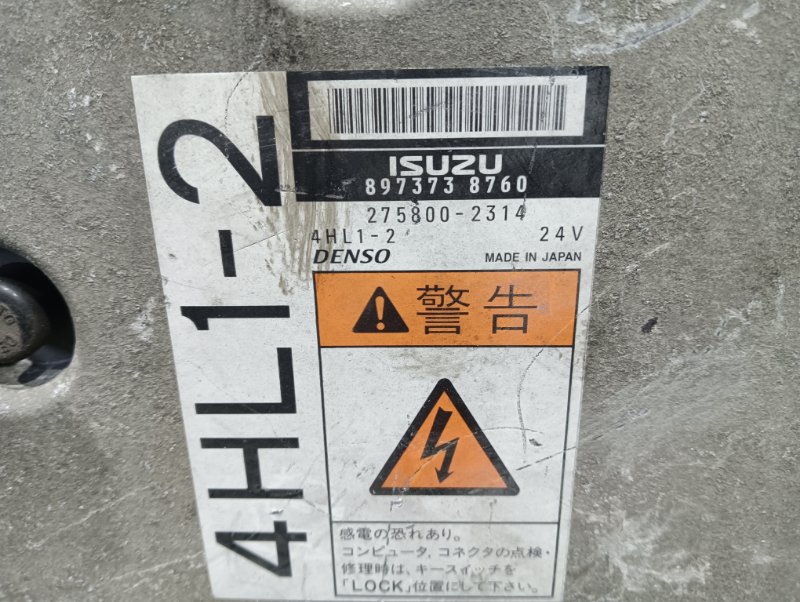 4HL1-2
ISUZU
897373 8760
275800-2314
4HL1-2 24V
DENSO MADE IN JAPAN
警告
感電の恐れあり。
コンピュータ,コネクタの点検・
修理時は、キースイッチを
「LOCK」位置にして下さい。